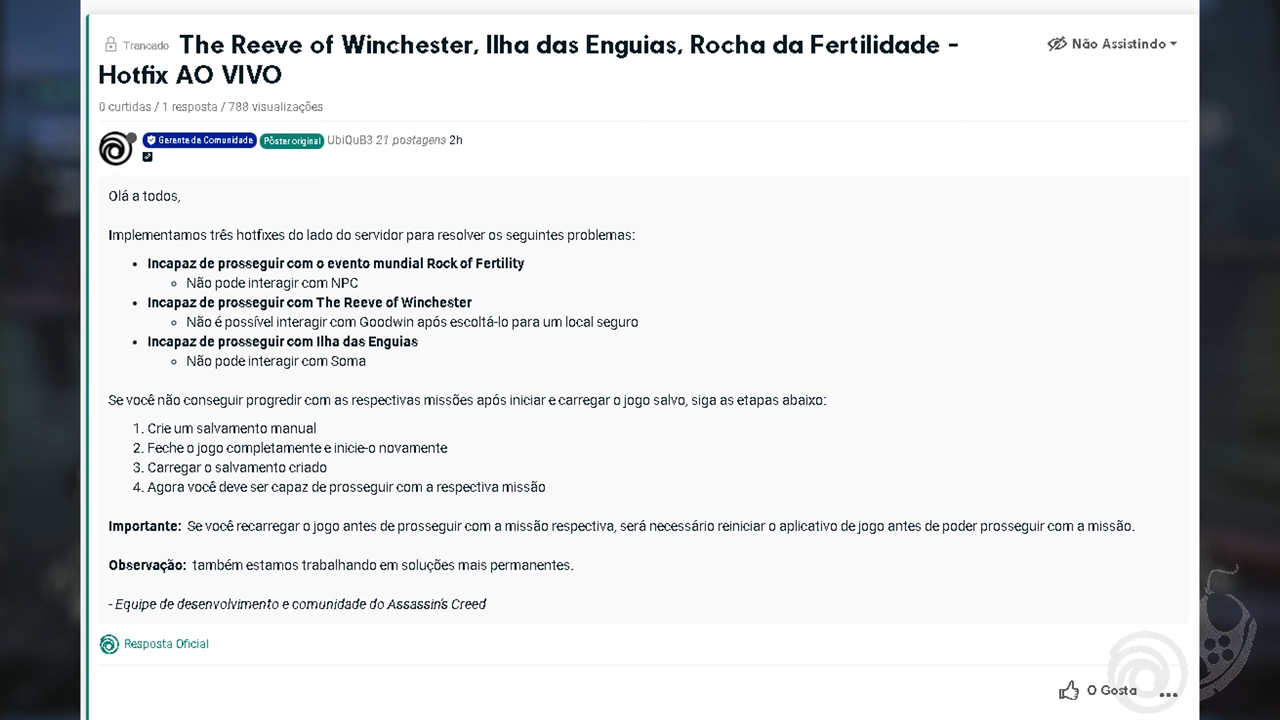 Trancado The Reeve of Winchester, Ilha das Enguias, Rocha da Fertilidade -
Hotfix AO VIVO
Não Assistindo
0 curtidas / 1 resposta / 788 visualizações
Gerente da Comunidade Pôster original UbiQuB3 21 postagens 2h
Olá a todos,
Implementamos três hotfixes do lado do servidor para resolver os seguintes problemas:
• Incapaz de prosseguir com o evento mundial Rock of Fertility
Não pode interagir com NPC
• Incapaz de prosseguir com The Reeve of Winchester
Não é possível interagir com Goodwin após escoltá-lo para um local seguro
• Incapaz de prosseguir com Ilha das Enguias
Não pode interagir com Soma
Se você não conseguir progredir com as respectivas missões após iniciar e carregar o jogo salvo, siga as etapas abaixo:
1. Crie um salvamento manual
2. Feche o jogo completamente e inicie-o novamente
3. Carregar o salvamento criado
4. Agora você deve ser capaz de prosseguir com a respectiva missão
Importante: Se você recarregar o jogo antes de prosseguir com a missão respectiva, será necessário reiniciar o aplicativo de jogo antes de poder prosseguir com a missão.
Observação: também estamos trabalhando em soluções mais permanentes.
- Equipe de desenvolvimento e comunidade do Assassin's Creed
Resposta Oficial
0 Gosta ...